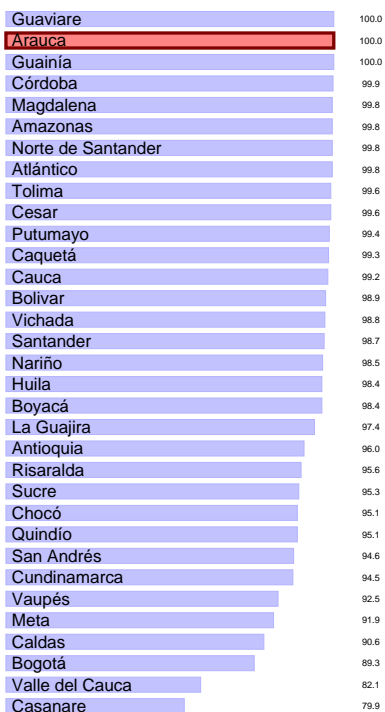 Guaviare 100.0
Arauca 100.0
Guainía 100.0
Córdoba 99.9
Magdalena 99.8
Amazonas 99.8
Norte de Santander 99.8
Atlántico 99.8
Tolima 99.6
Cesar 99.6
Putumayo 99.4
Caquetá 99.3
Cauca 99.2
Bolivar 98.9
Vichada 98.8
Santander 98.7
Nariño 98.5
Huila 98.4
Boyacá 98.4
La Guajira 97.4
Antioquia 96.0
Risaralda 95.6
Sucre 95.3
Chocó 95.1
Quindío 95.1
San Andrés 94.6
Cundinamarca 94.5
Vaupés 92.5
Meta 91.9
Caldas 90.6
Bogotá 89.3
Valle del Cauca 82.1
Casanare 79.9